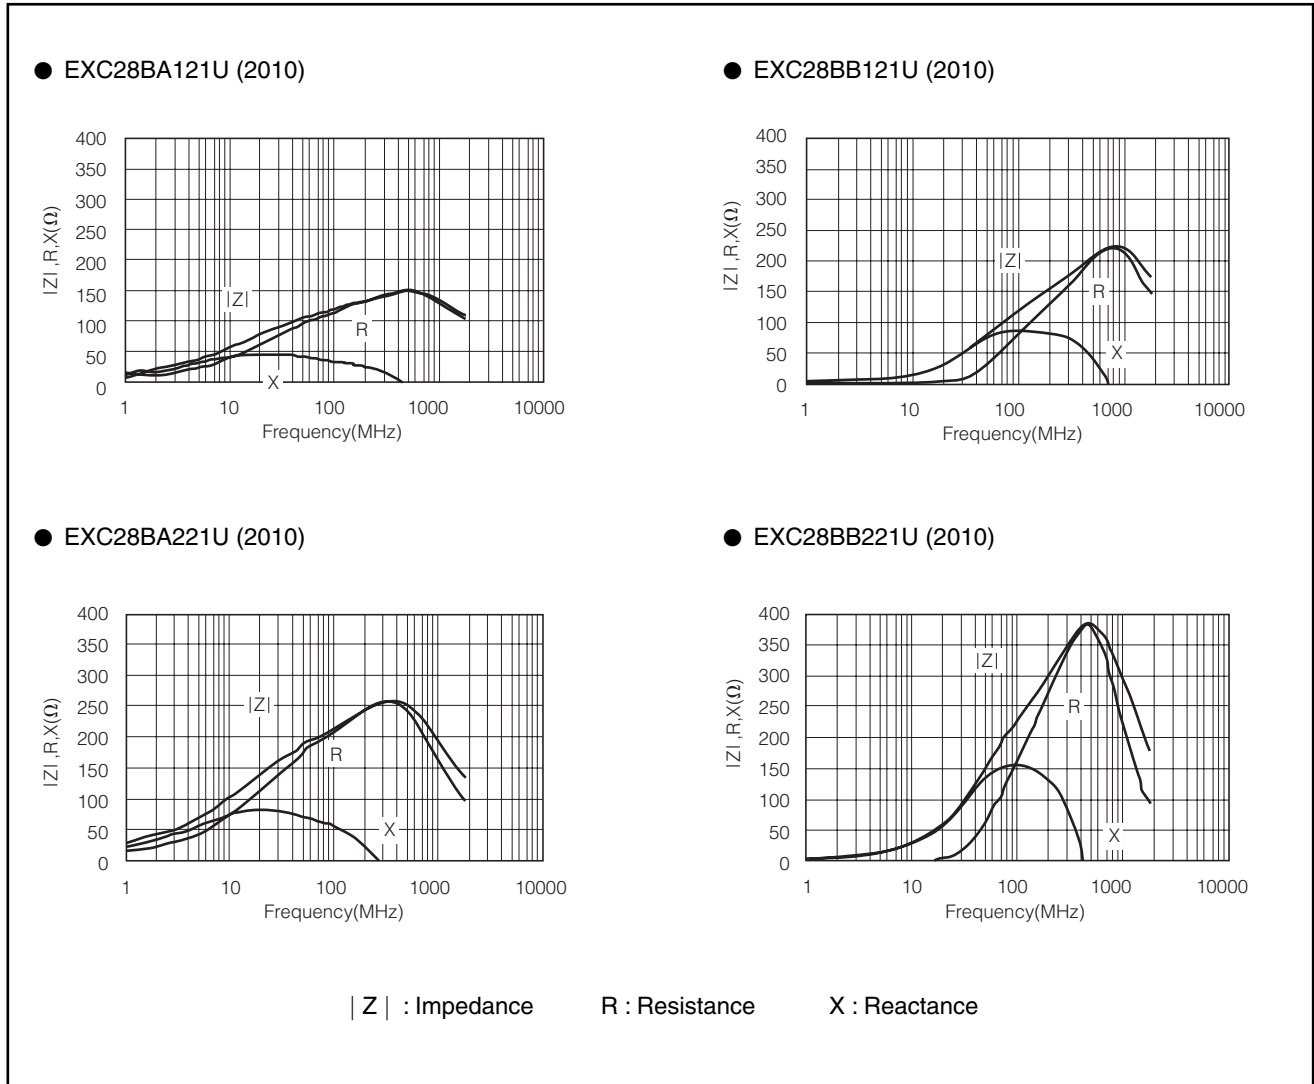 ● EXC28BA121U (2010)
400
350
300
250
200
150
100
50
0
|Z| ,R,X(Ω)
|Z|
R
X
1 10 100 1000 10000
Frequency(MHz)
● EXC28BB121U (2010)
400
350
300
250
200
150
100
50
0
|Z| ,R,X(Ω)
|Z|
R
X
1 10 100 1000 10000
Frequency(MHz)
● EXC28BA221U (2010)
400
350
300
250
200
150
100
50
0
|Z| ,R,X(Ω)
|Z|
R
X
1 10 100 1000 10000
Frequency(MHz)
● EXC28BB221U (2010)
400
350
300
250
200
150
100
50
0
|Z| ,R,X(Ω)
|Z|
R
X
1 10 100 1000 10000
Frequency(MHz)
| Z | : Impedance R : Resistance X : Reactance